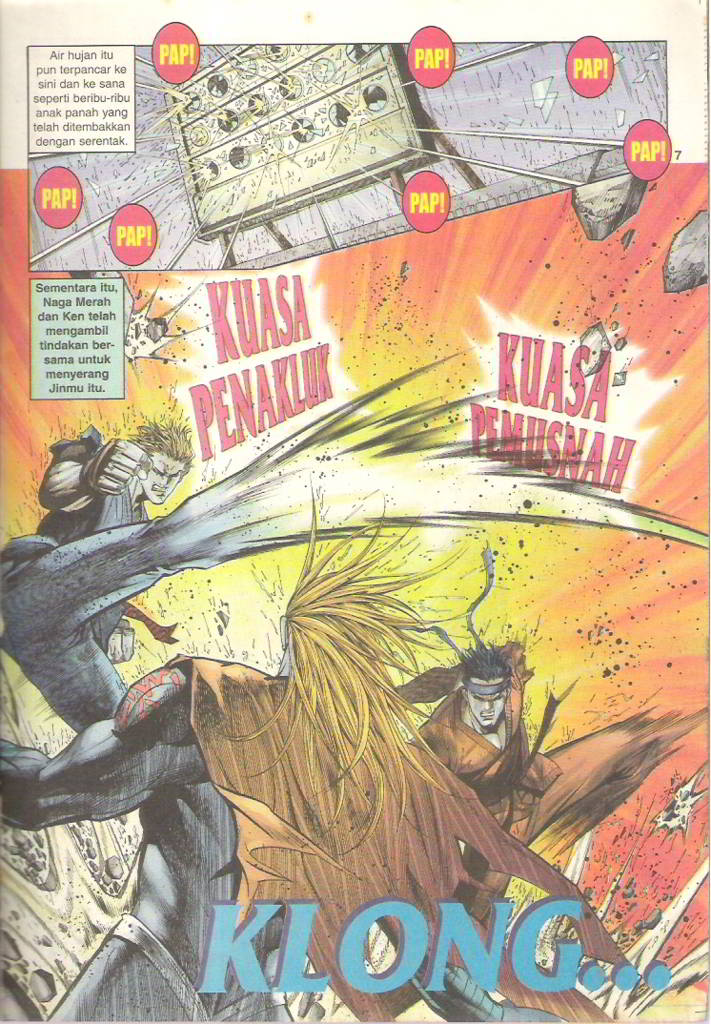 Air hujan itu
pun terpancar ke
sini dan ke sana
seperti beribu-ribu
anak panah yang
telah ditembakkan
dengan serentak.
PAP!
PAP!
PAP!
PAP!
7
PAP!
PAP!
PAP!
Sementara itu,
Naga Merah
dan Ken telah
mengambil
tindakan ber-
sama untuk
menyerang
Jinmu itu.
KUASA
PENAKLUK
KUASA
PEMUSNAH
KLONG...